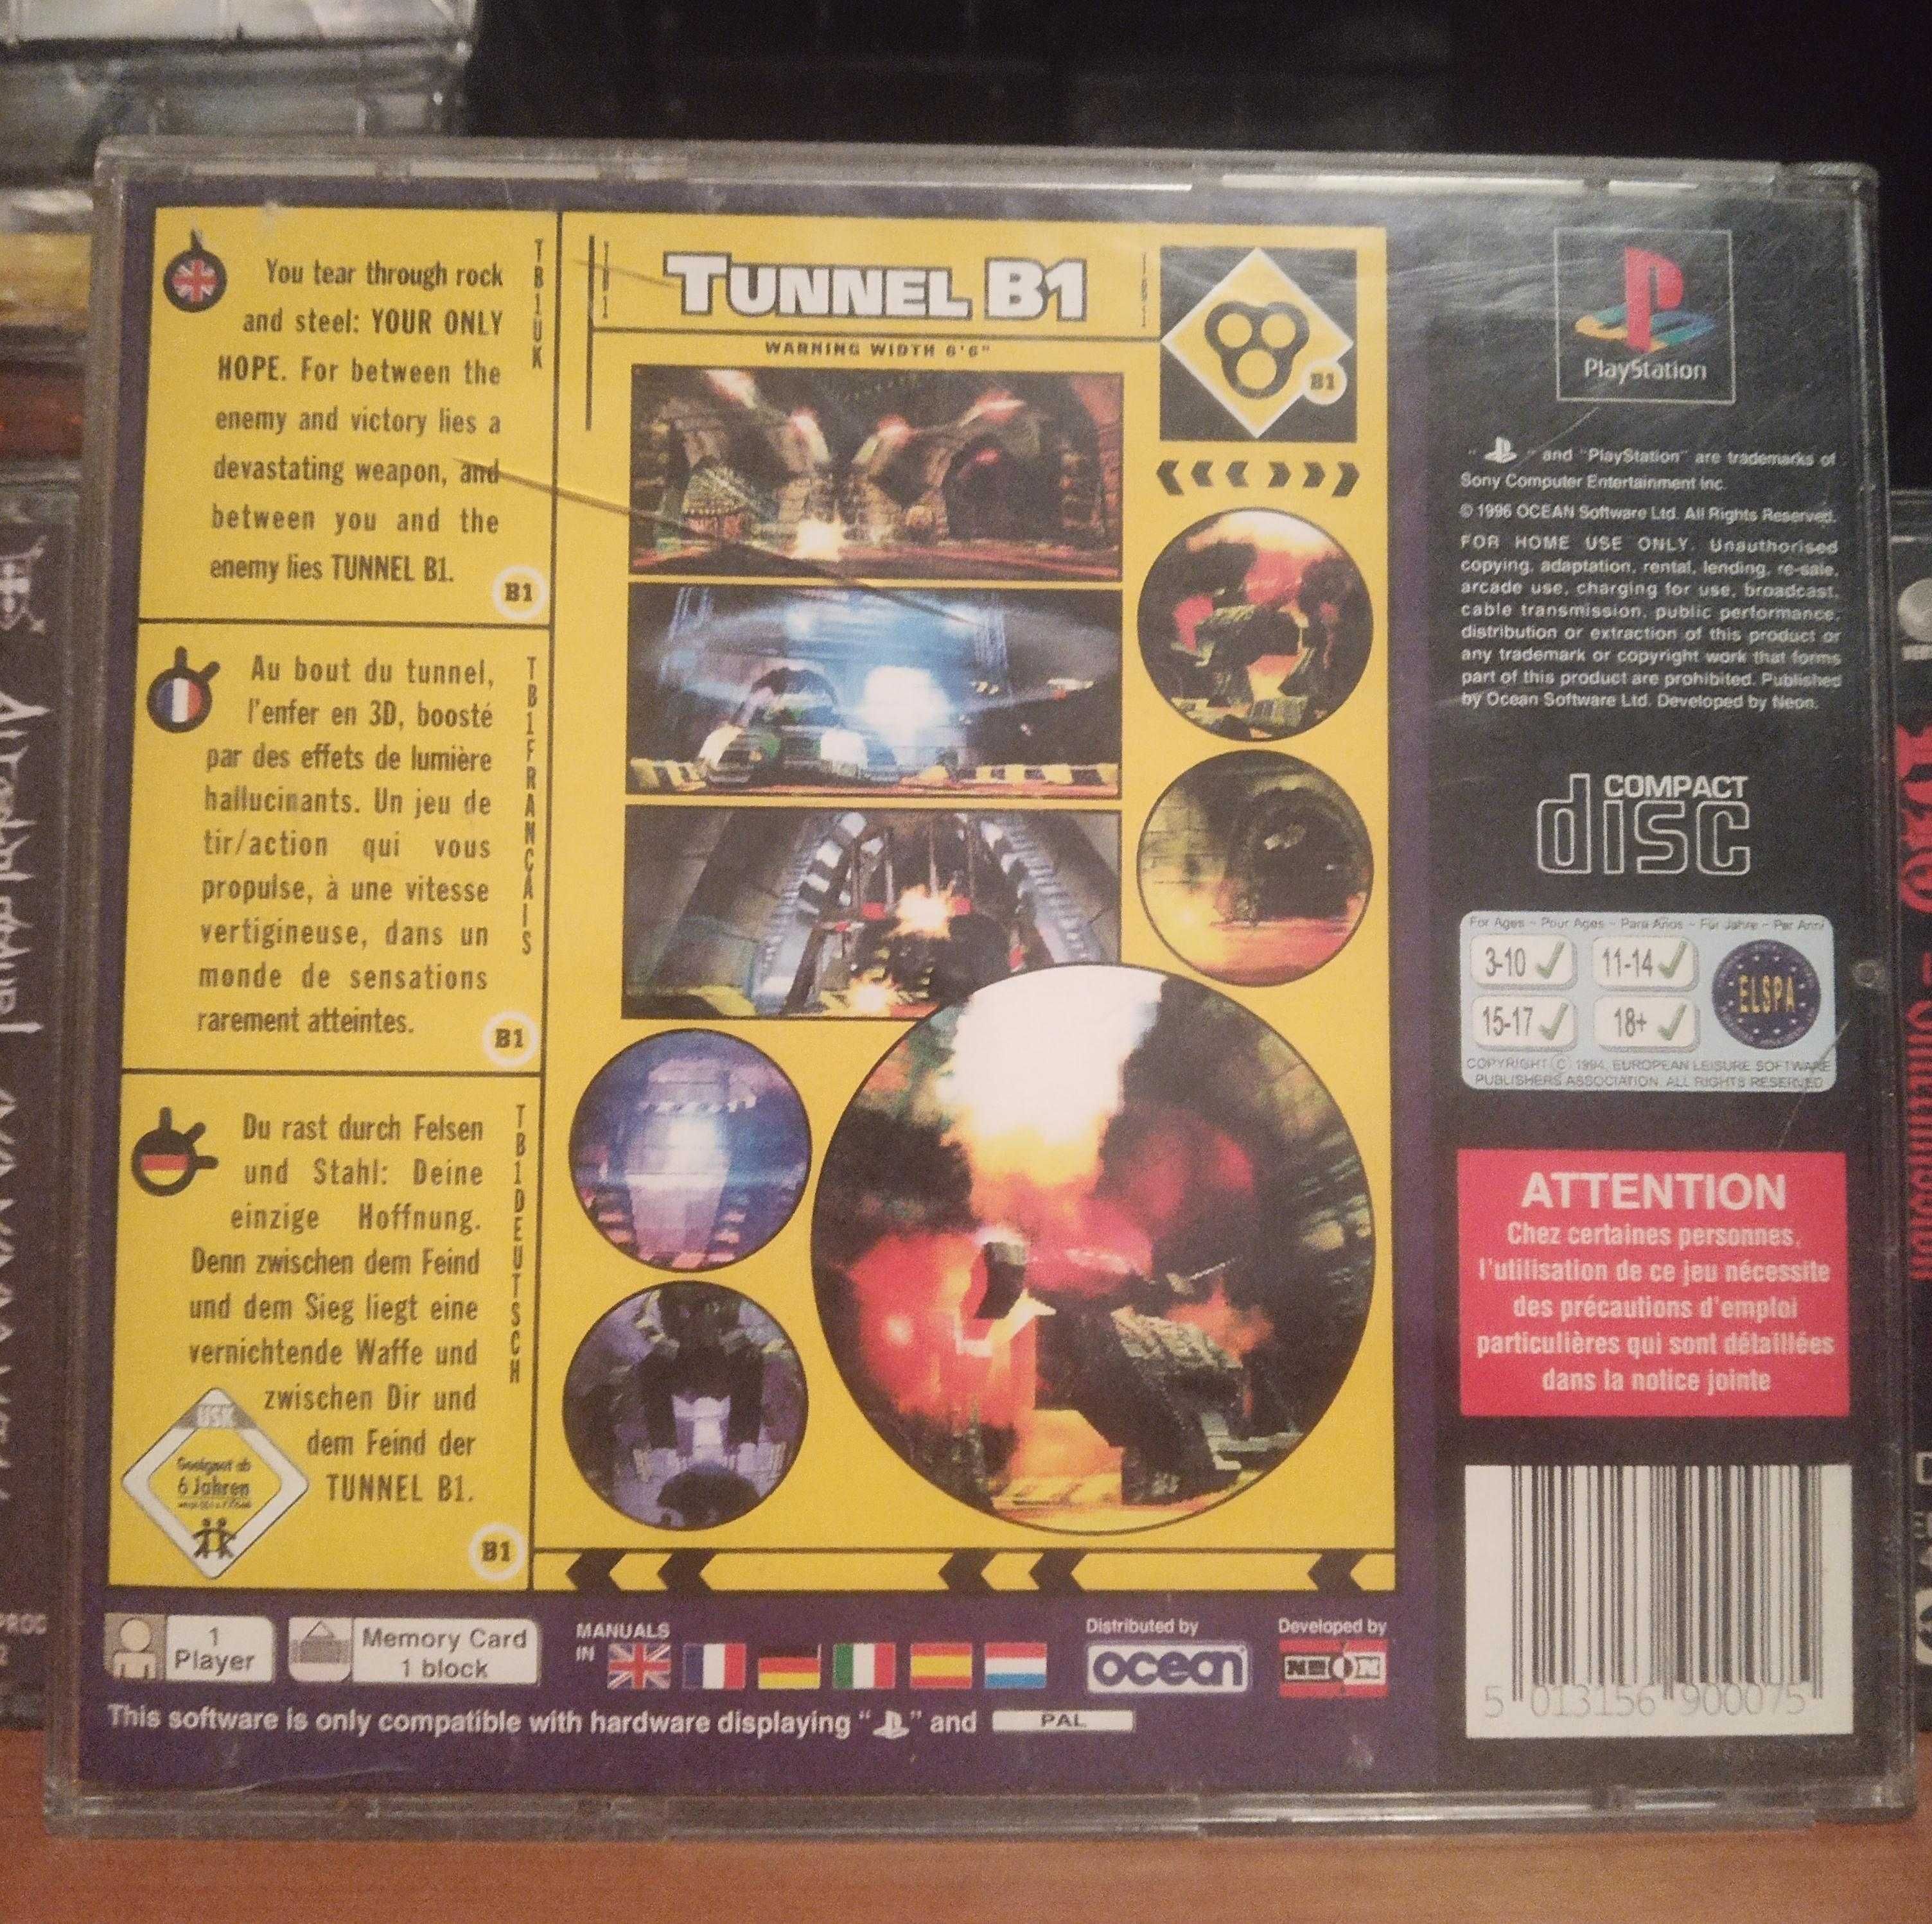 You tear through rock
and steel: YOUR ONLY
HOPE. For between the
enemy and victory lies a
devastating weapon, and
between you and the
enemy lies TUNNEL B1.
B1
TB1UK
Au bout du tunnel,
l'enfer en 3D, boosté
par des effets de lumière
hallucinants. Un jeu de
tir/action qui vous
propulse, à une vitesse
vertigineuse, dans un
monde de sensations
rarement atteintes.
B1
TB1FRANÇAIS
Du rast durch Felsen
und Stahl: Deine
einzige Hoffnung.
Denn zwischen dem Feind
und dem Sieg liegt eine
vernichtende Waffe und
zwischen Dir und
dem Feind der
TUNNEL B1.
B1
TB1DEUTSCH
USK
Geeignet ab
6 Jahren
TUNNEL B1
WARNING WIDTH 6'6"
B1
PlayStation
" " and "PlayStation" are trademarks of
Sony Computer Entertainment Inc.
© 1996 OCEAN Software Ltd. All Rights Reserved.
FOR HOME USE ONLY. Unauthorised
copying, adaptation, rental, lending, re-sale,
arcade use, charging for use, broadcast,
cable transmission, public performance,
distribution or extraction of this product or
any trademark or copyright work that forms
part of this product are prohibited. Published
by Ocean Software Ltd. Developed by Neon.
COMPACT
disc
For Ages - Pour Ages - Para Años - Für Jahre - Per Anni
3-10 11-14
15-17 18+
ELSPA
COPYRIGHT (C) 1994, EUROPEAN LEISURE SOFTWARE
PUBLISHERS ASSOCIATION. ALL RIGHTS RESERVED
ATTENTION
Chez certaines personnes,
l'utilisation de ce jeu nécessite
des précautions d'emploi
particulières qui sont détaillées
dans la notice jointe
5 013156 900075
1
Player
Memory Card
1 block
MANUALS
IN
Distributed by
ocean
Developed by
NEON
This software is only compatible with hardware displaying " " and PAL